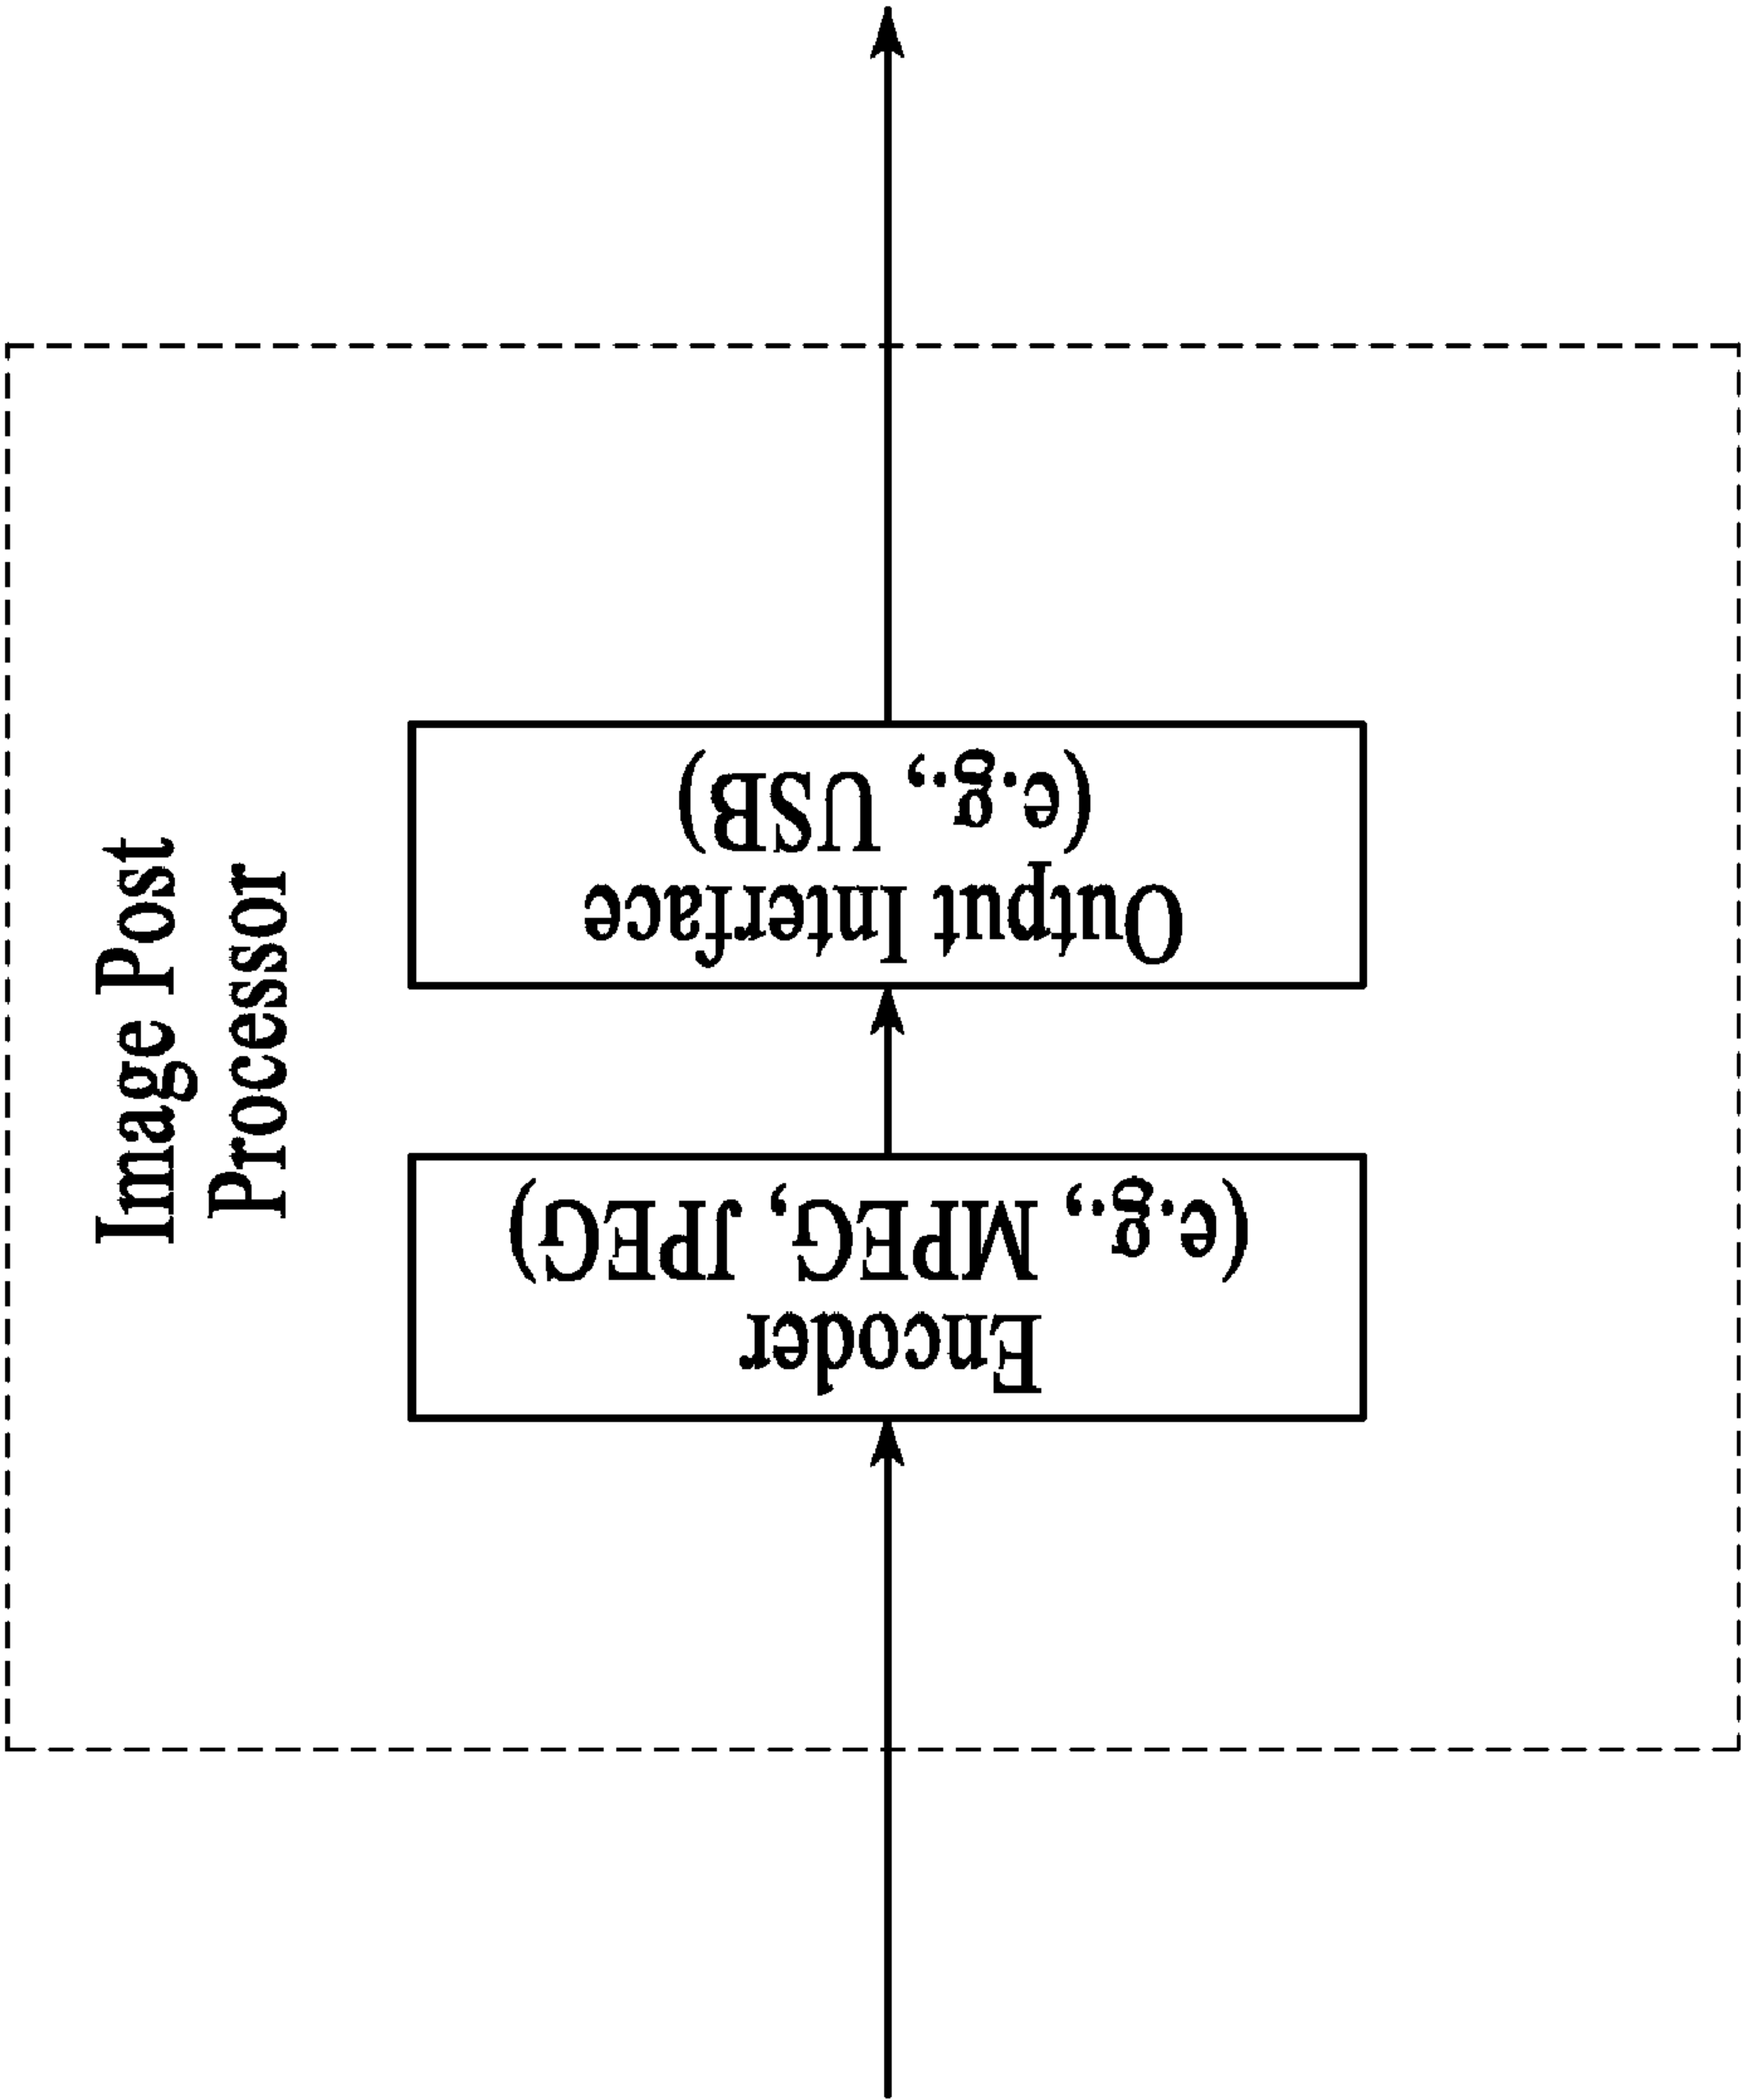 Image Post
Processor
Encoder
(e.g., MPEG, JPEG)
Output Interface
(e.g., USB)